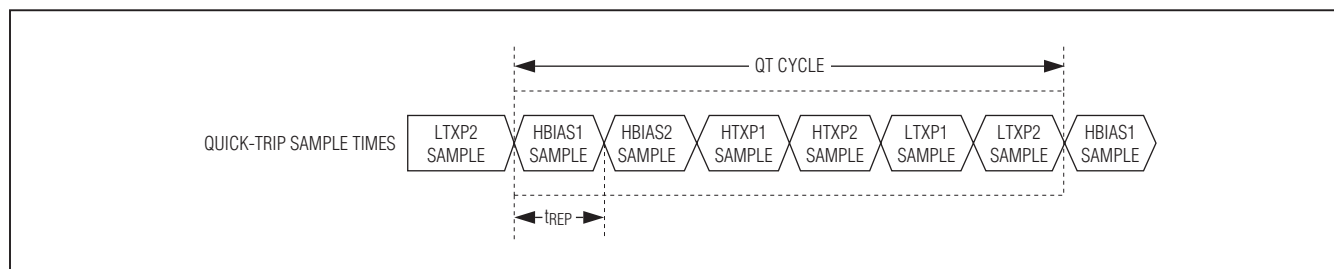 QT CYCLE
QUICK-TRIP SAMPLE TIMES
LTXP2
SAMPLE
HBIAS1
SAMPLE
HBIAS2
SAMPLE
HTXP1
SAMPLE
HTXP2
SAMPLE
LTXP1
SAMPLE
LTXP2
SAMPLE
HBIAS1
SAMPLE
tREP